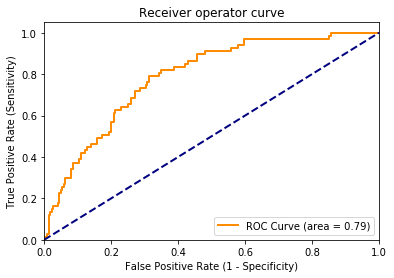 Receiver operator curve
True Positive Rate (Sensitivity)
1.0
0.8
0.6
0.4
0.2
0.0
ROC Curve (area = 0.79)
0.0 0.2 0.4 0.6 0.8 1.0
False Positive Rate (1 - Specificity)